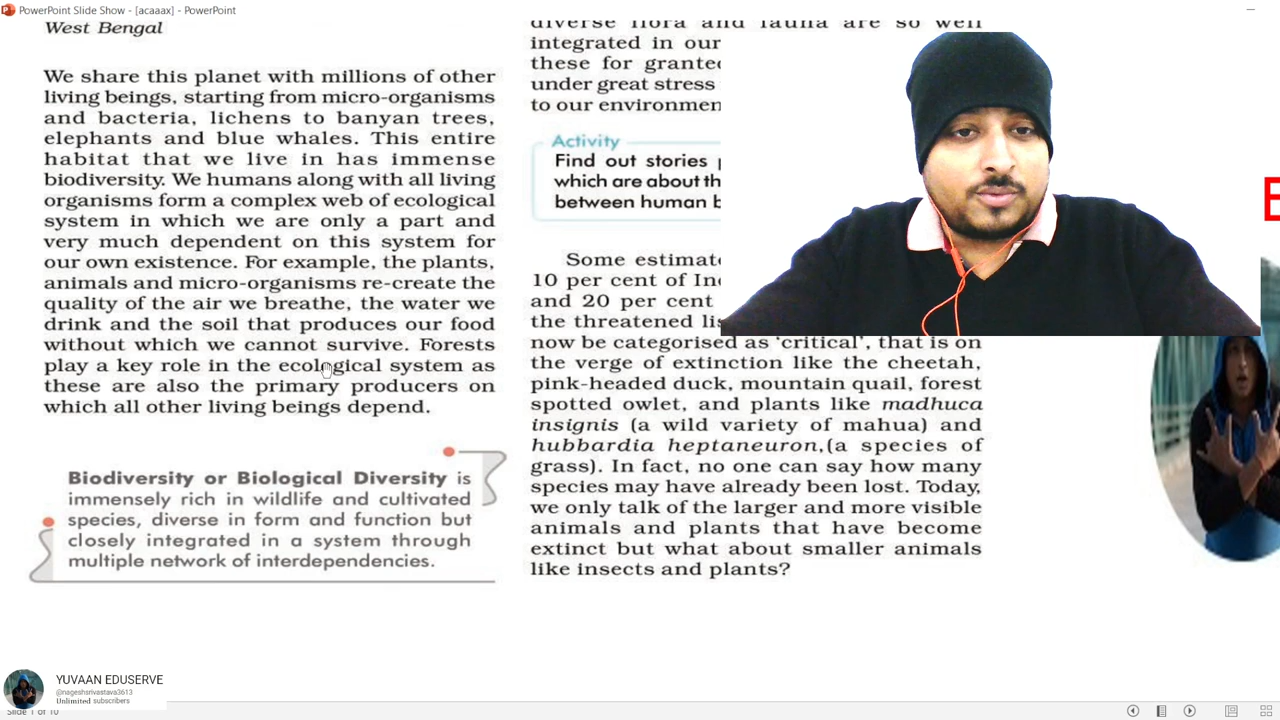 PowerPoint Slide Show - [acaaax] - PowerPoint
West Bengal
We share this planet with millions of other
living beings, starting from micro-organisms
and bacteria, lichens to banyan trees,
elephants and blue whales. This entire
habitat that we live in has immense
biodiversity. We humans along with all living
organisms form a complex web of ecological
system in which we are only a part and
very much dependent on this system for
our own existence. For example, the plants,
animals and micro-organisms re-create the
quality of the air we breathe, the water we
drink and the soil that produces our food
without which we cannot survive. Forests
play a key role in the ecological system as
these are also the primary producers on
which all other living beings depend.
Biodiversity or Biological Diversity is
immensely rich in wildlife and cultivated
species, diverse in form and function but
closely integrated in a system through
multiple network of interdependencies.
diverse flora and fauna are so well
integrated in our
these for granted
under great stress
to our environmen
Activity
Find out stories
which are about th
between human b
Some estimate
10 per cent of In
and 20 per cent
the threatened lis
now be categorised as ‘critical’, that is on
the verge of extinction like the cheetah,
pink-headed duck, mountain quail, forest
spotted owlet, and plants like madhuca
insignis (a wild variety of mahua) and
hubbardia heptaneuron,(a species of
grass). In fact, no one can say how many
species may have already been lost. Today,
we only talk of the larger and more visible
animals and plants that have become
extinct but what about smaller animals
like insects and plants?
YUVAAN EDUSERVE
@nageshsrivastava3613
Unlimited subscribers
Slide 1 of 10